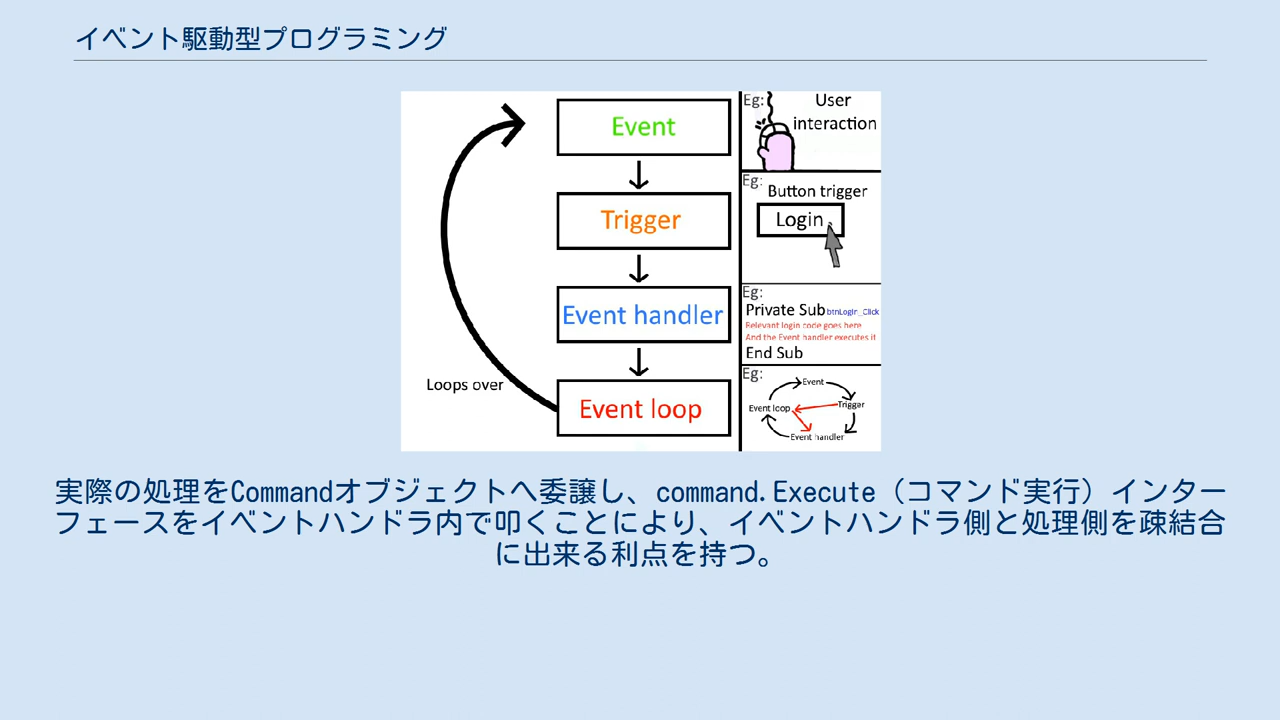 イベント駆動型プログラミング
Event
Trigger
Event handler
Event loop
Loops over
Eg:
User
interaction
Eg:
Button trigger
Login
Eg:
Private Sub btnLogin_Click
Relevant login code goes here
And the Event handler executes it
End Sub
Eg:
Event
Trigger
Event handler
Event loop
実際の処理をCommandオブジェクトへ委譲し、command.Execute（コマンド実行）インター
フェースをイベントハンドラ内で叩くことにより、イベントハンドラ側と処理側を疎結合
に出来る利点を持つ。